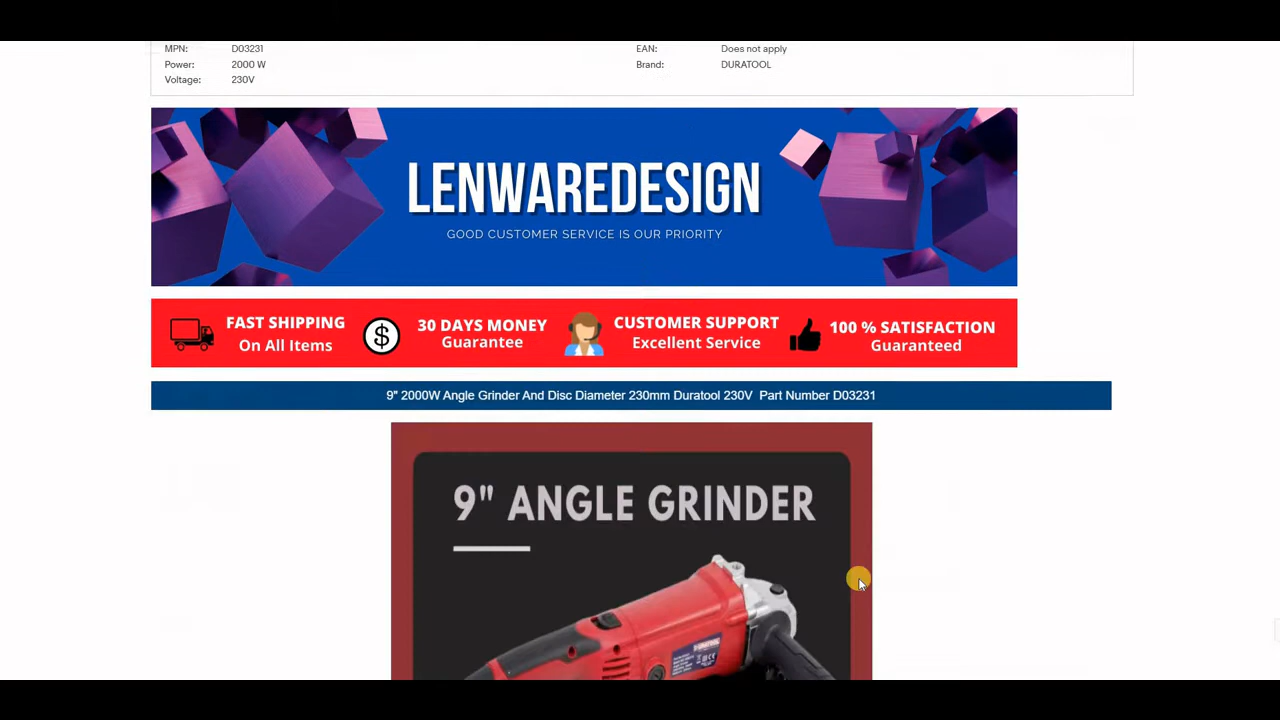 MPN: D03231 EAN: Does not apply
Power: 2000 W Brand: DURATOOL
Voltage: 230V
LENWAREDESIGN
GOOD CUSTOMER SERVICE IS OUR PRIORITY
FAST SHIPPING
On All Items
$
30 DAYS MONEY
Guarantee
CUSTOMER SUPPORT
Excellent Service
100 % SATISFACTION
Guaranteed
9" 2000W Angle Grinder And Disc Diameter 230mm Duratool 230V Part Number D03231
9" ANGLE GRINDER
DURATOOL